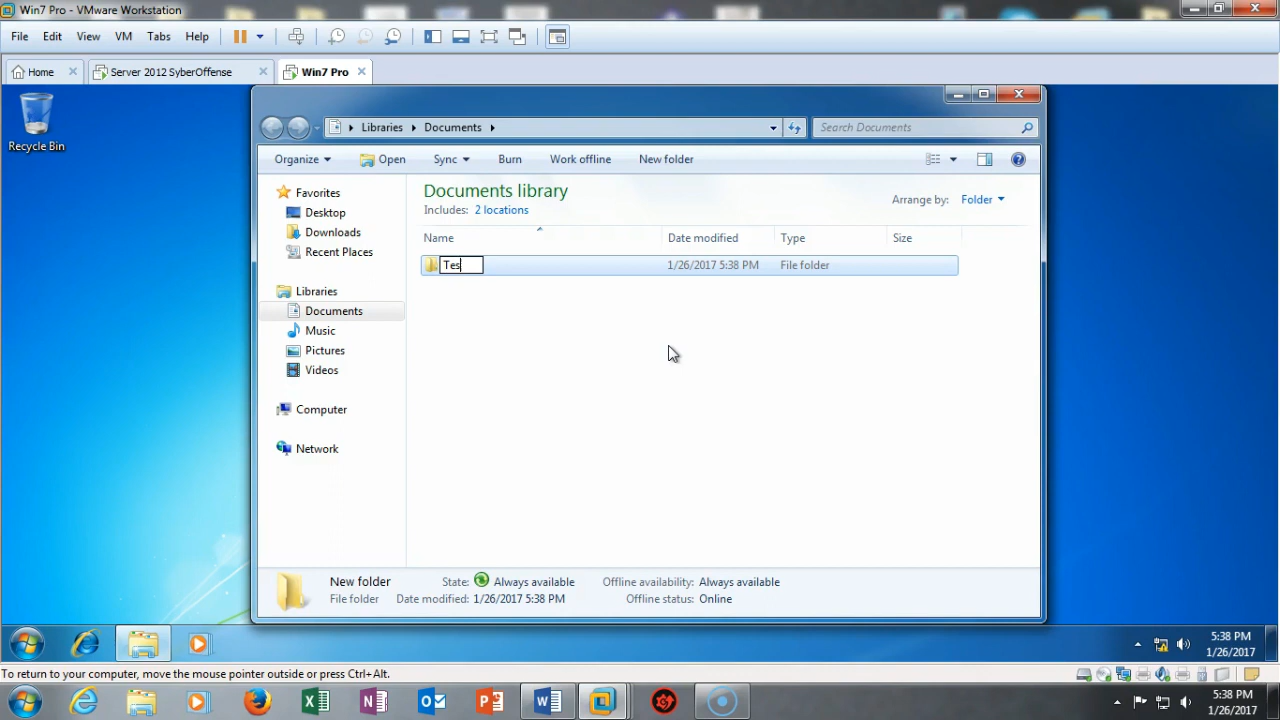 Win7 Pro - VMware Workstation
File Edit View VM Tabs Help
Home Server 2012 SyberOffense Win7 Pro
Recycle Bin
Libraries Documents
Search Documents
Organize Open Sync Burn Work offline New folder
Favorites
Desktop
Downloads
Recent Places
Libraries
Documents
Music
Pictures
Videos
Computer
Network
Documents library
Includes: 2 locations
Arrange by: Folder
Name Date modified Type Size
Tes 1/26/2017 5:38 PM File folder
New folder State: Always available Offline availability: Always available
File folder Date modified: 1/26/2017 5:38 PM Offline status: Online
5:38 PM
1/26/2017
To return to your computer, move the mouse pointer outside or press Ctrl+Alt.
5:38 PM
1/26/2017